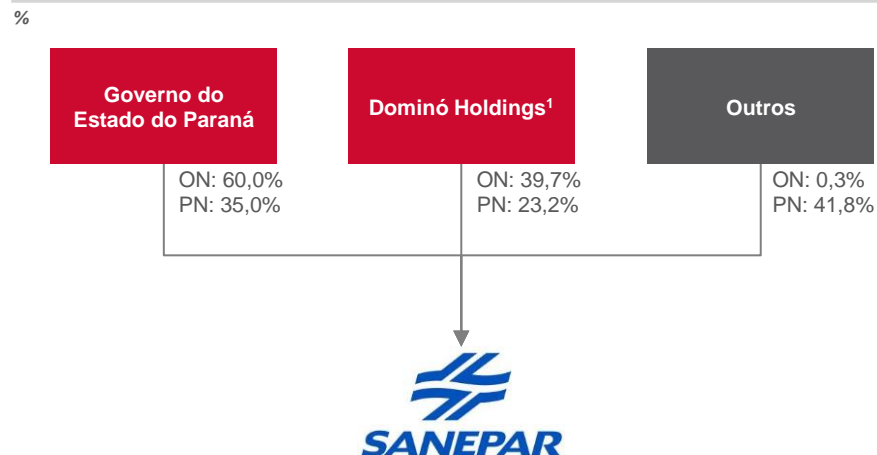 %
Governo do
Estado do Paraná
Dominó Holdings¹
Outros
ON: 60,0%
PN: 35,0%
ON: 39,7%
PN: 23,2%
ON: 0,3%
PN: 41,8%
SANEPAR